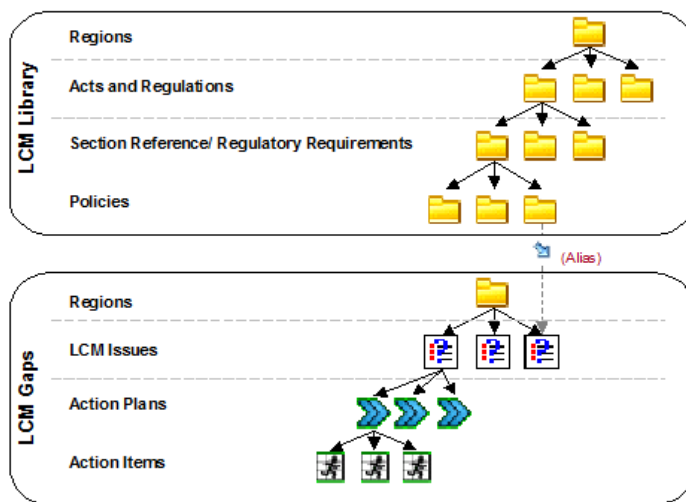 LCM Library
Regions
Acts and Regulations
Section Reference/ Regulatory Requirements
Policies
(Alias)
LCM Gaps
Regions
LCM Issues
Action Plans
Action Items